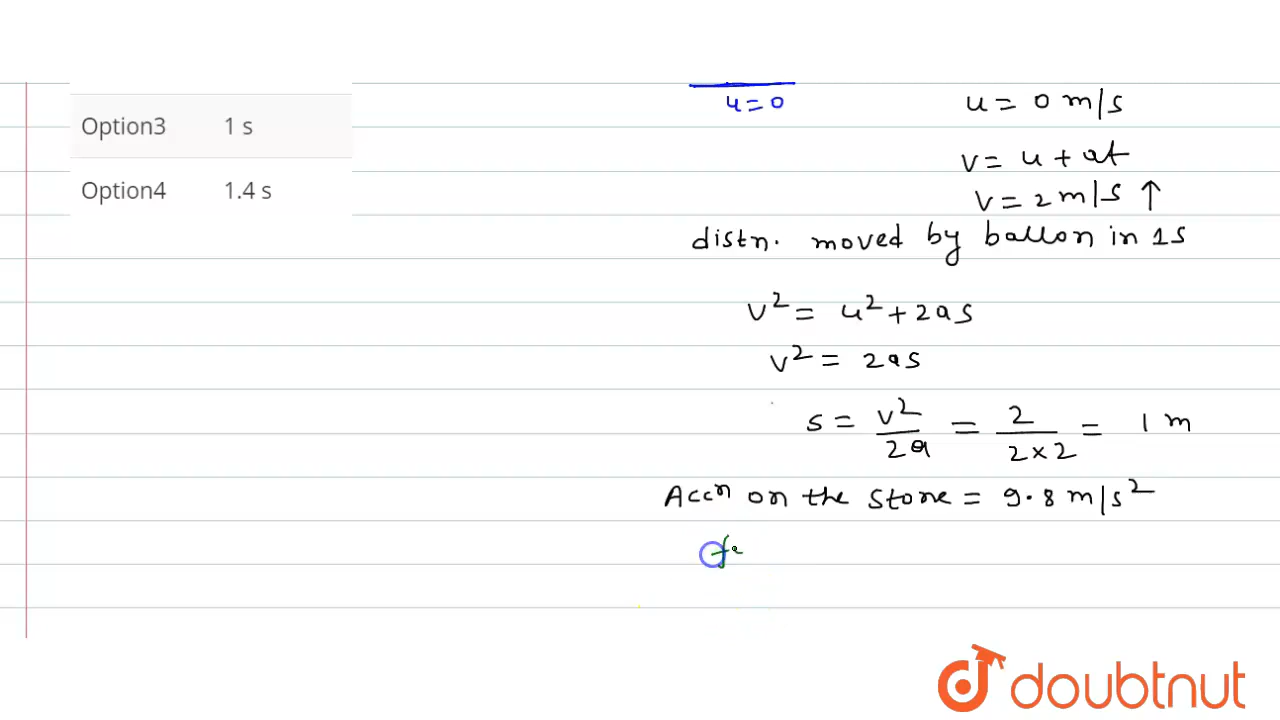 Option3 1 s
Option4 1.4 s
u = 0
u = 0 m/s
v = u + at
v = 2 m/s ↑
distn. moved by ballon in 1s
v² = u² + 2as
v² = 2as
s = v²/2a = 2/2×2 = 1 m
Accn on the stone = 9.8 m/s²
doubtnut